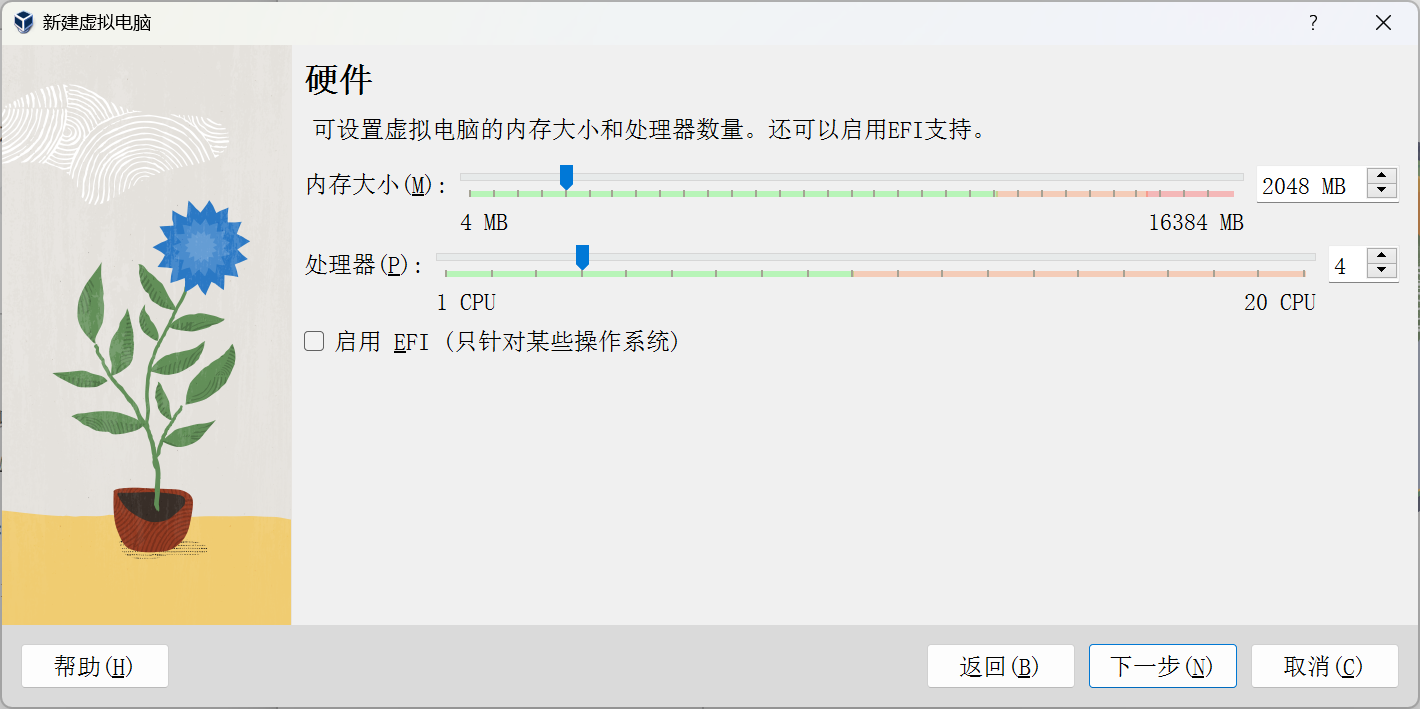 新建虚拟电脑
?
硬件
可设置虚拟电脑的内存大小和处理器数量。还可以启用EFI支持。
内存大小(M): 2048 MB
4 MB 16384 MB
处理器(P): 4
1 CPU 20 CPU
启用 EFI (只针对某些操作系统)
帮助(H) 返回(B) 下一步(N) 取消(C)